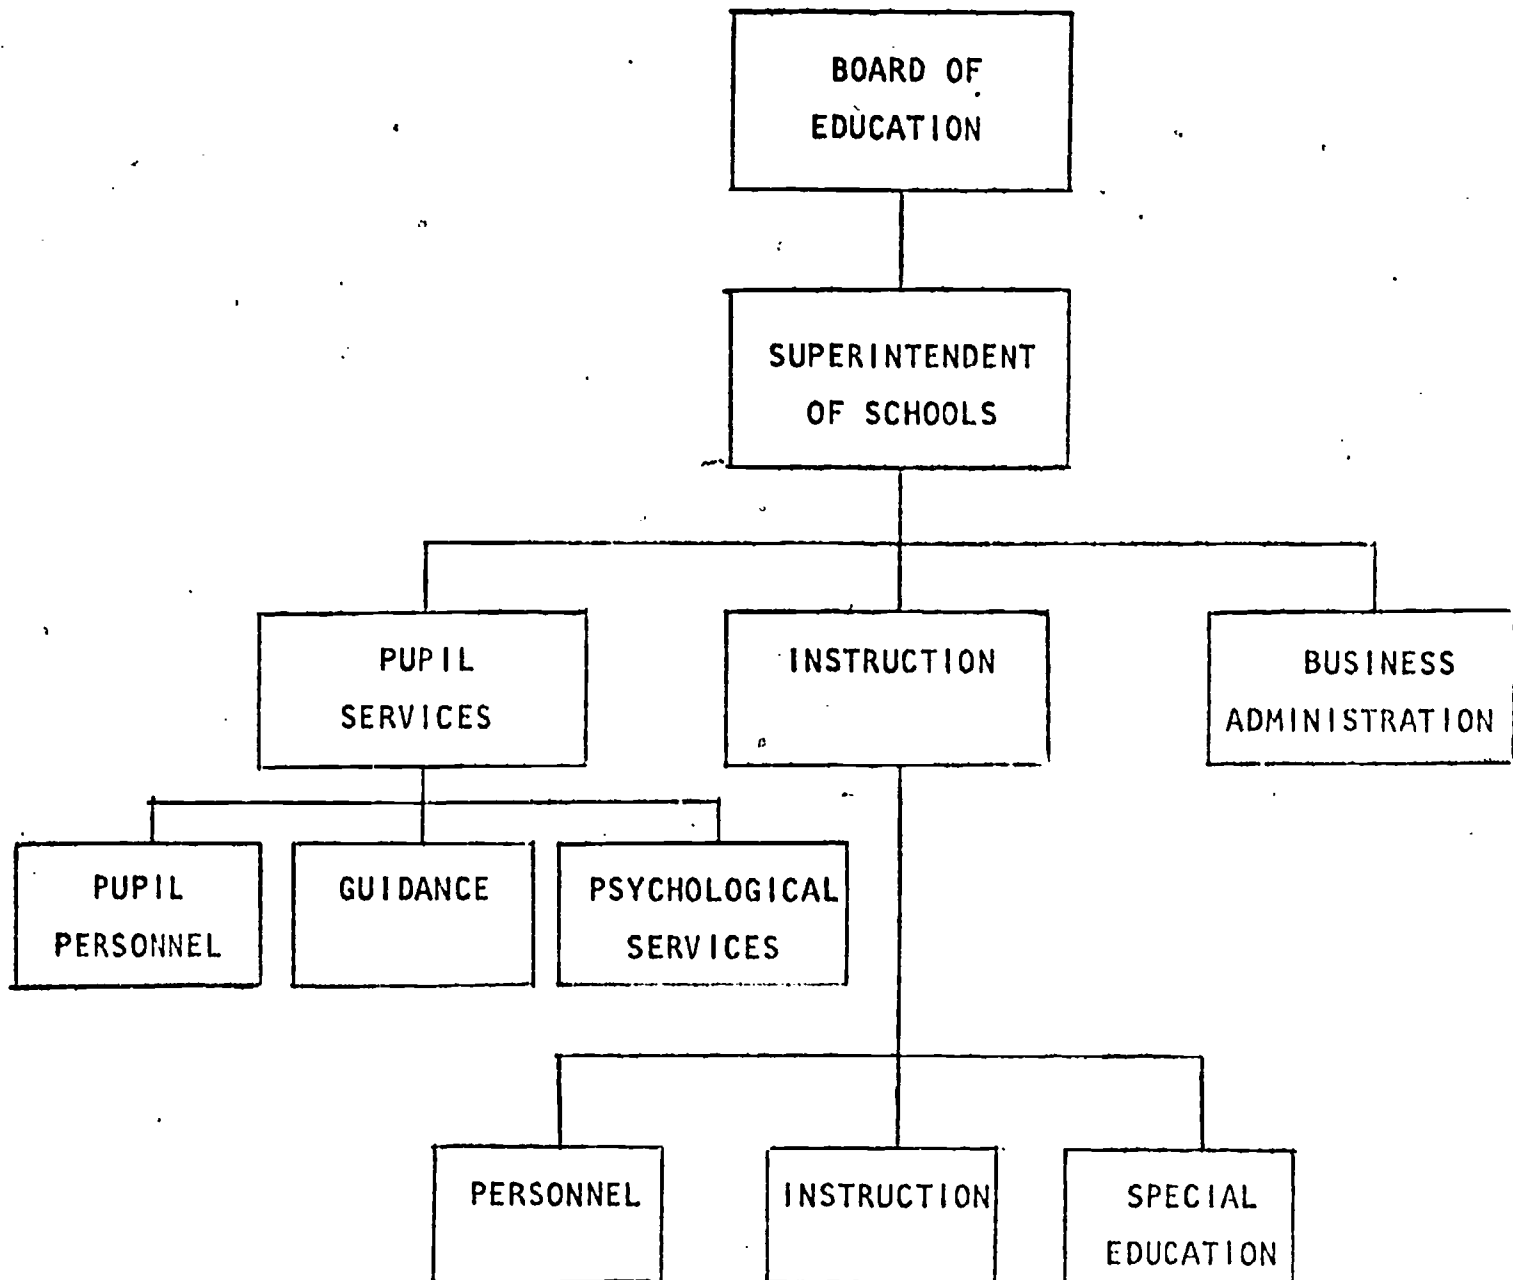 BOARD OF
EDUCATION
SUPERINTENDENT
OF SCHOOLS
PUPIL
SERVICES
INSTRUCTION
BUSINESS
ADMINISTRATION
PUPIL
PERSONNEL
GUIDANCE
PSYCHOLOGICAL
SERVICES
PERSONNEL
INSTRUCTION
SPECIAL
EDUCATION